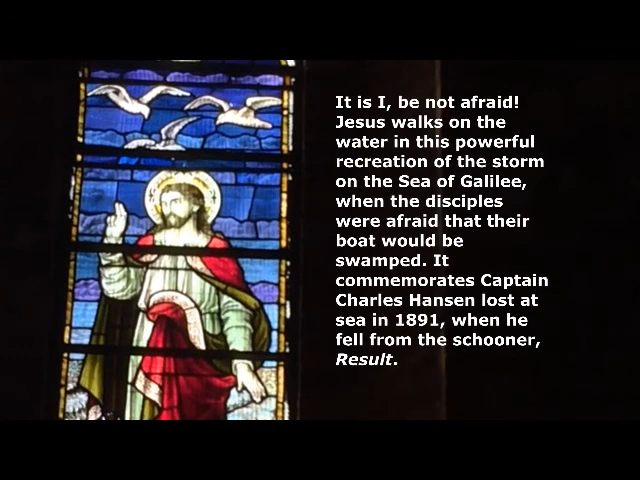 It is I, be not afraid!
Jesus walks on the
water in this powerful
recreation of the storm
on the Sea of Galilee,
when the disciples
were afraid that their
boat would be
swamped. It
commemorates Captain
Charles Hansen lost at
sea in 1891, when he
fell from the schooner,
Result.